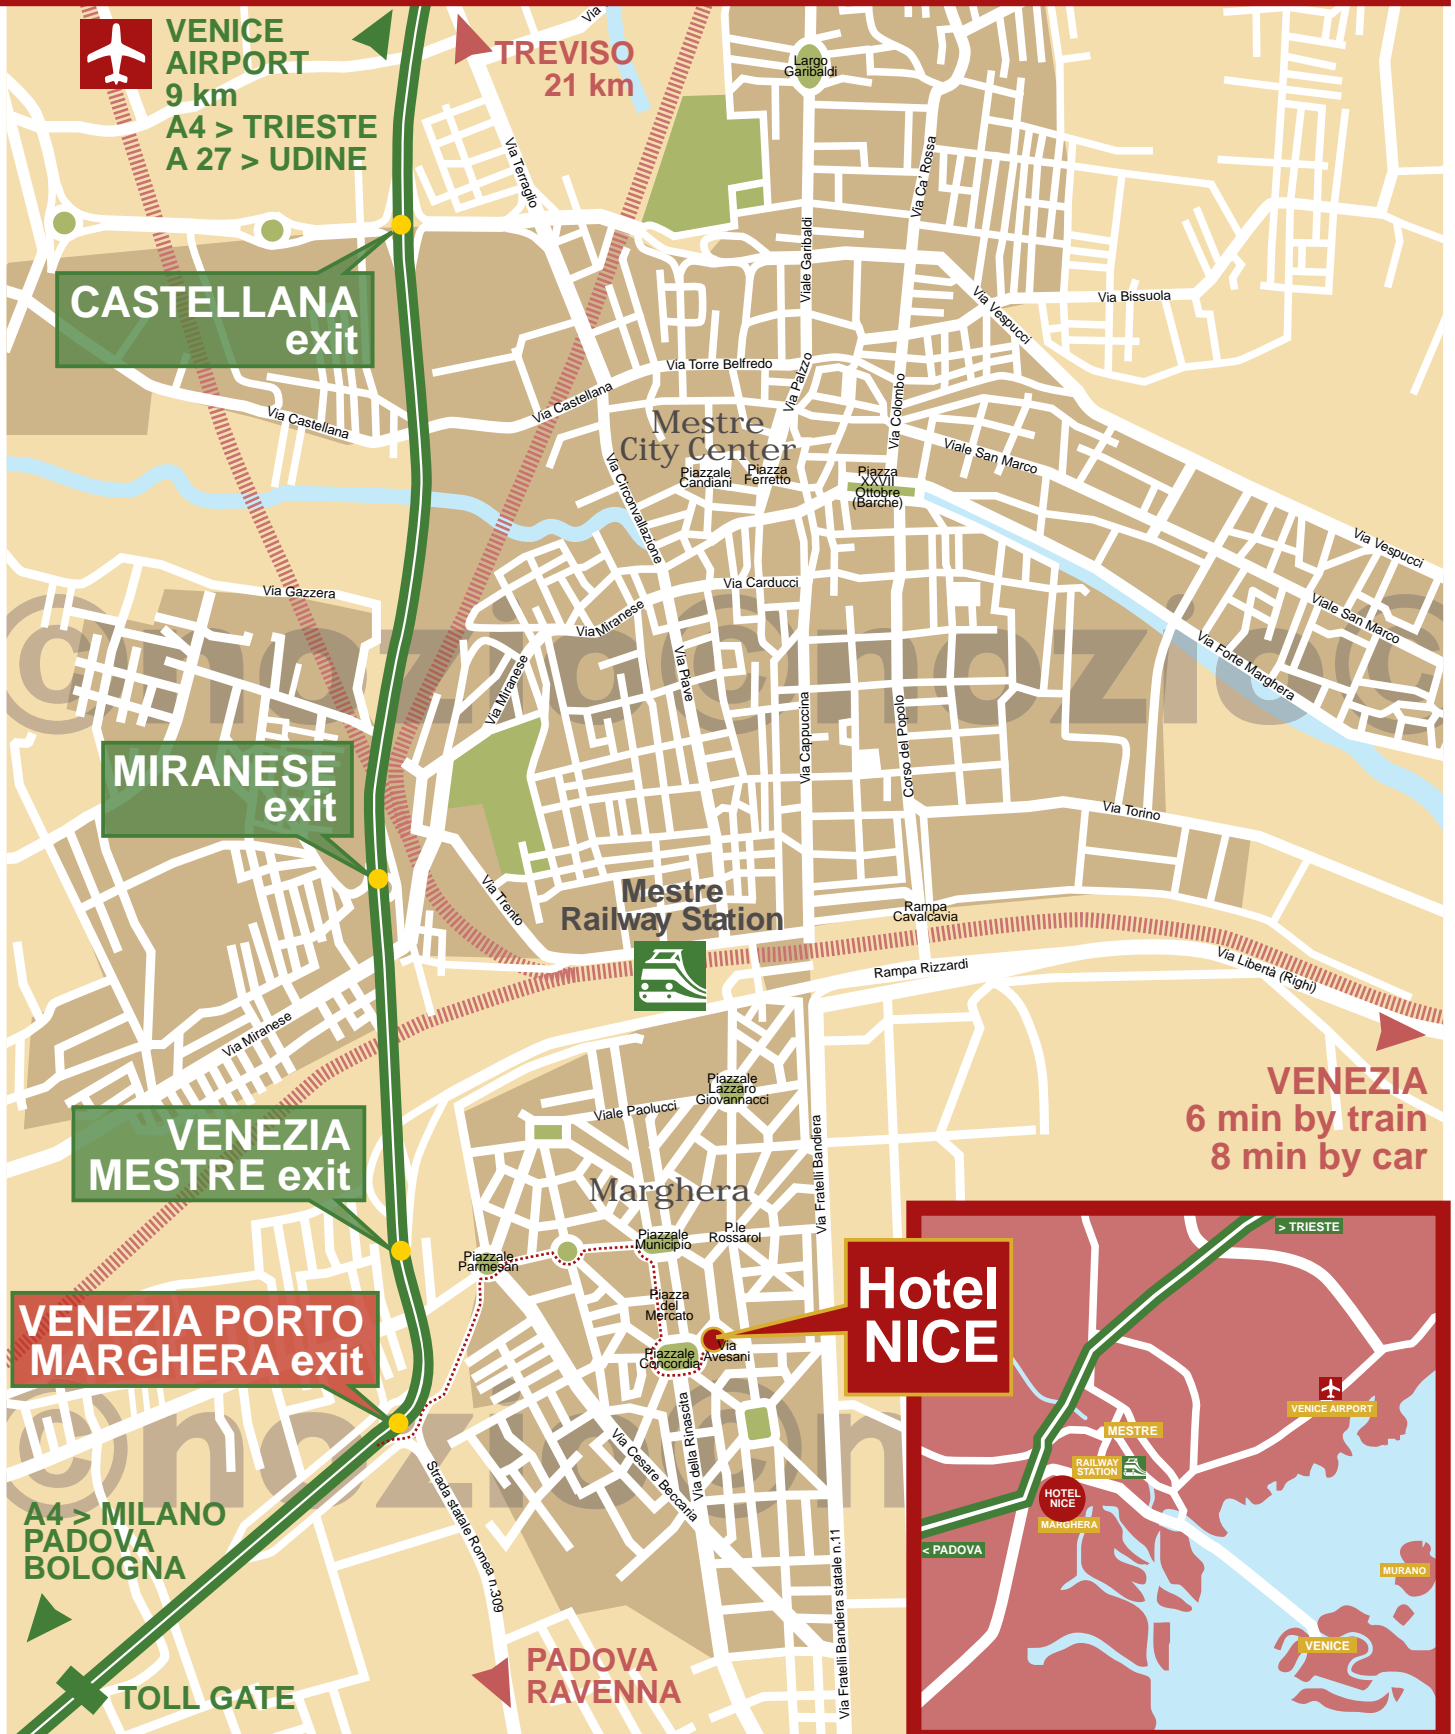 VENICE
AIRPORT
9 km
A4 > TRIESTE
A 27 > UDINE
TREVISO
21 km
Via
Largo
Garibaldi
Via Terraglio
Via Ca' Rossa
Viale Garibaldi
CASTELLANA
exit
Via Vespucci
Via Bissuola
Via Torre Belfredo
Via Palzzo
Via Colombo
Via Castellana
Via Castellana
Mestre
City Center
Viale San Marco
Piazzale
Candiani
Piazza
Ferretto
Piazza
XXVII
Ottobre
(Barche)
Via Circonvallazione
Via Vespucci
Via Gazzera
Via Carducci
Via Miranese
Viale San Marco
Via Forte Marghera
©nozio©nozio©
Via Miranese
Via Piave
Via Cappuccina
Corso del Popolo
MIRANESE
exit
Via Torino
Via Trento
Mestre
Railway Station
Rampa
Cavalcavia
Rampa Rizzardi
Via Libertà (Righi)
Via Miranese
VENEZIA
6 min by train
8 min by car
Piazzale
Lazzaro
Giovannacci
Viale Paolucci
Via Fratelli Bandiera
VENEZIA
MESTRE exit
Marghera
Piazzale
Municipio
P.le
Rossarol
Piazzale
Parmesan
Piazza
del
Mercato
Hotel
NICE
VENEZIA PORTO
MARGHERA exit
Via
Avesani
Piazzale
Concordia
©nozio©n
Via della Rinascita
Via Cesare Beccaria
Strada statale Romea n.309
Via Fratelli Bandiera statale n.11
A4 > MILANO
PADOVA
BOLOGNA
TOLL GATE
PADOVA
RAVENNA
> TRIESTE
VENICE AIRPORT
MESTRE
RAILWAY
STATION
HOTEL
NICE
MARGHERA
< PADOVA
MURANO
VENICE